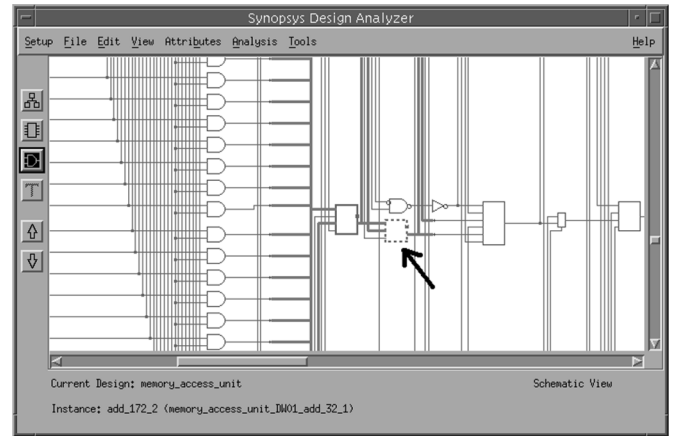 Synopsys Design Analyzer
Setup File Edit View Attributes Analysis Tools Help
T
Current Design: memory_access_unit Schematic View
Instance: add_172_2 (memory_access_unit_DW01_add_32_1)